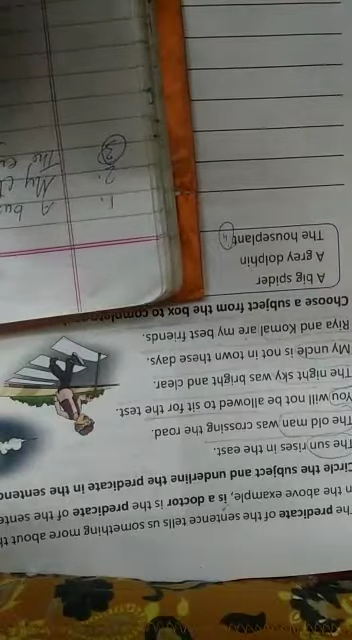 The predicate of the sentence tells us something more about
In the above example, is a doctor is the predicate of the
Circle the subject and underline the predicate in the
The sun rises in the east.
The old man was crossing the road.
You will not be allowed to sit for the test.
The night sky was bright and clear.
My uncle is not in town these days.
Riya and Komal are my best friends.
Choose a subject from the box to
A big spider
A grey dolphin
The houseplant
1. A
2. My
3. The